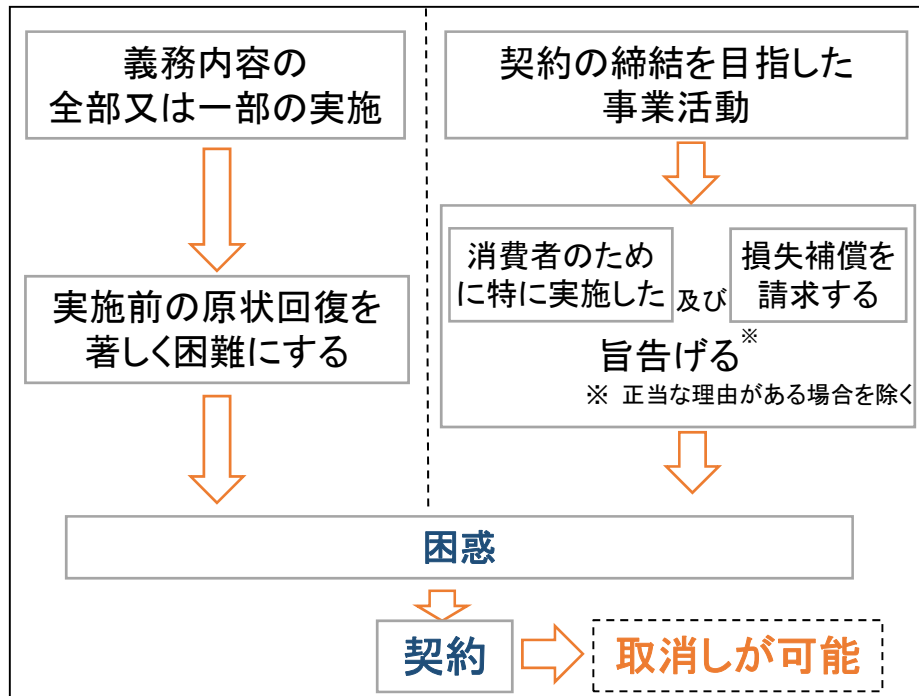 義務内容の
全部又は一部の実施
実施前の原状回復を
著しく困難にする
契約の締結を目指した
事業活動
消費者のため
に特に実施した
及び
損失補償を
請求する
旨告げる※
※ 正当な理由がある場合を除く
困惑
契約
取消しが可能